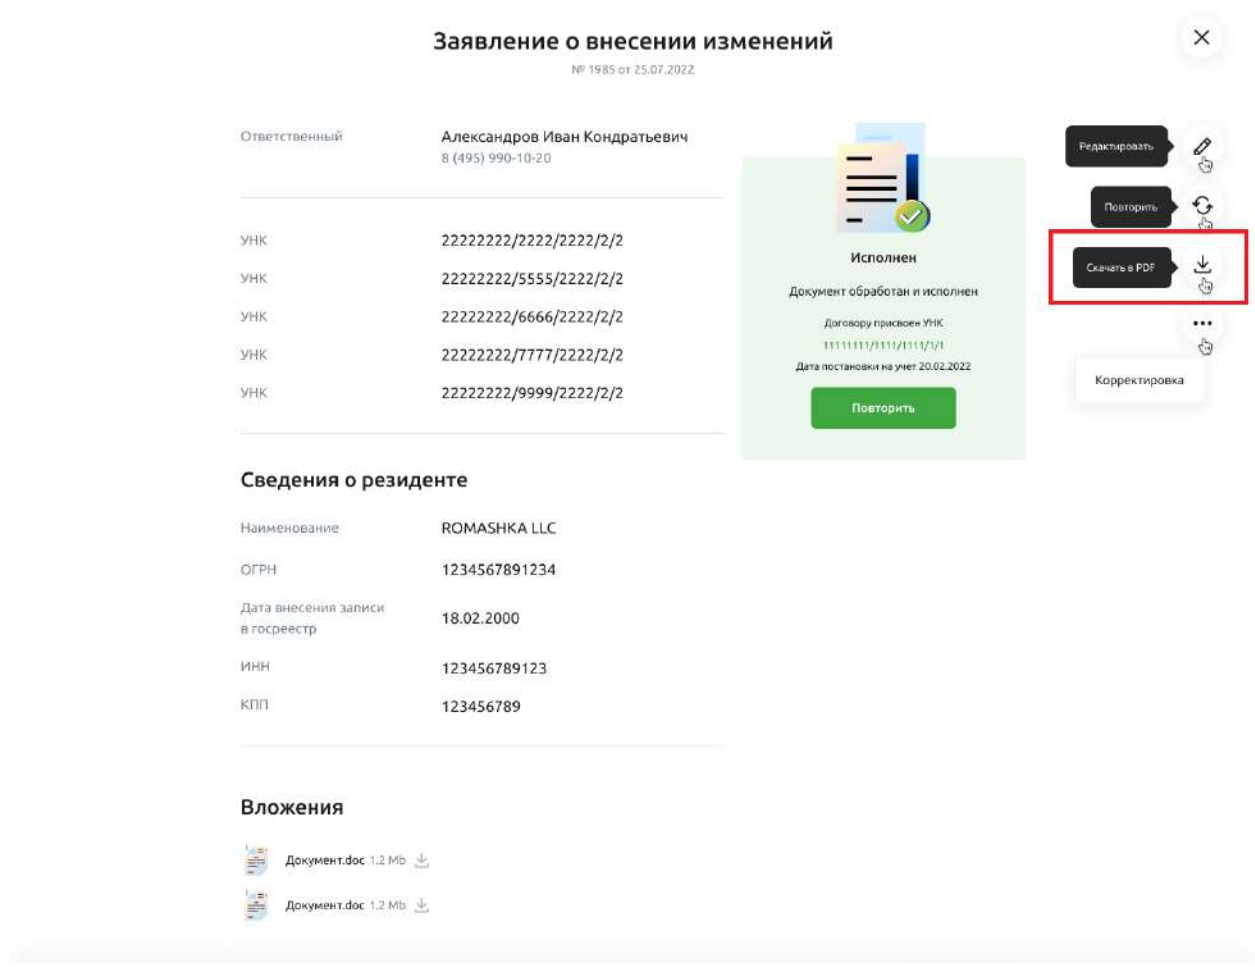 Заявление о внесении изменений
№ 1985 от 25.07.2022
Ответственный
Александров Иван Кондратьевич
8 (495) 990-10-20
УНК 22222222/2222/2222/2/2
УНК 22222222/5555/2222/2/2
УНК 22222222/6666/2222/2/2
УНК 22222222/7777/2222/2/2
УНК 22222222/9999/2222/2/2
Исполнен
Документ обработан и исполнен
Договору присвоен УНК
11111111/1111/1111/1/1
Дата постановки на учет 20.02.2022
Повторить
Редактировать
Повторить
Скачать в PDF
Корректировка
Сведения о резиденте
Наименование ROMASHKA LLC
ОГРН 1234567891234
Дата внесения записи
в госреестр
18.02.2000
ИНН 123456789123
КПП 123456789
Вложения
Документ.doc 1.2 Mb
Документ.doc 1.2 Mb